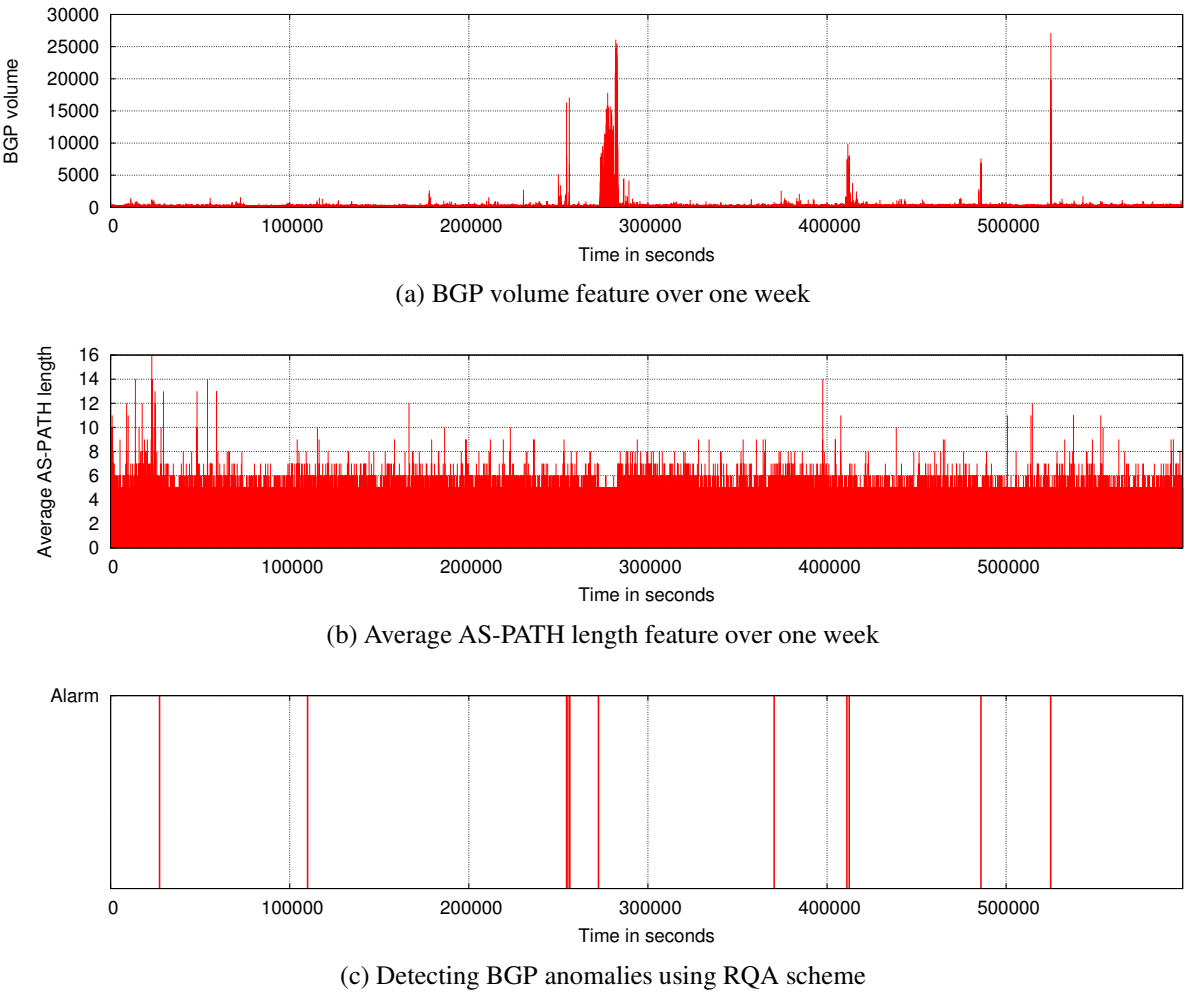 30000
25000
20000
15000
10000
5000
0
BGP volume
0 100000 200000 300000 400000 500000
Time in seconds
(a) BGP volume feature over one week
16
14
12
10
8
6
4
2
0
Average AS-PATH length
0 100000 200000 300000 400000 500000
Time in seconds
(b) Average AS-PATH length feature over one week
Alarm
0 100000 200000 300000 400000 500000
Time in seconds
(c) Detecting BGP anomalies using RQA scheme